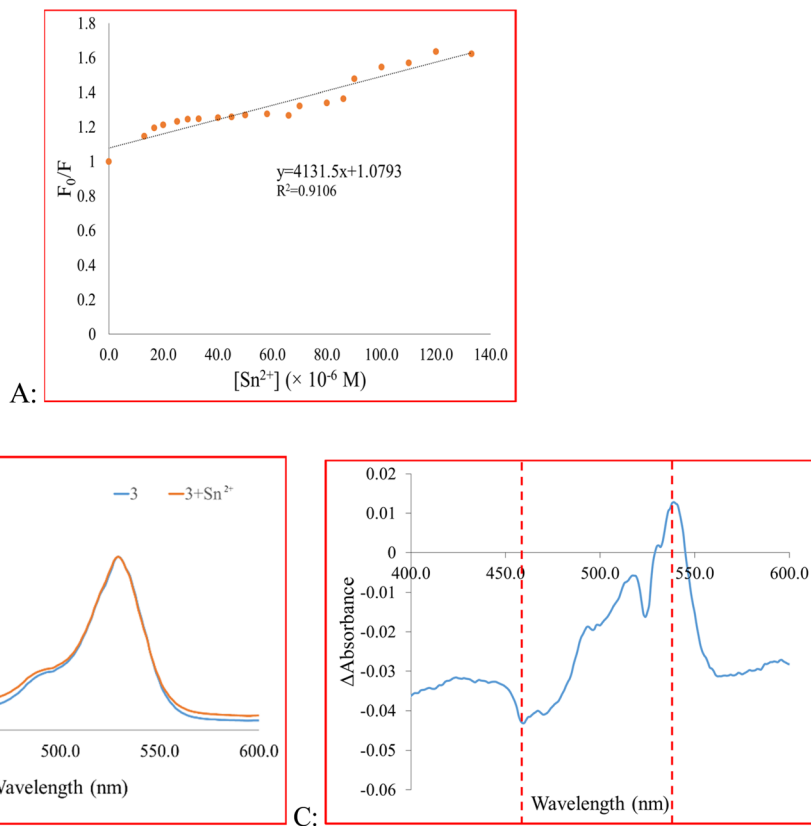 1.8
1.6
1.4
1.2
1
0.8
0.6
0.4
0.2
0
F₀/F
y=4131.5x+1.0793
R²=0.9106
0.0 20.0 40.0 60.0 80.0 100.0 120.0 140.0
[Sn²⁺] (× 10⁻⁶ M)
A:
3 3+Sn²⁺
500.0 550.0 600.0
Wavelength (nm)
C:
0.02
0.01
0
400.0 450.0 500.0 550.0 600.0
-0.01
-0.02
-0.03
-0.04
-0.05
-0.06
ΔAbsorbance
Wavelength (nm)